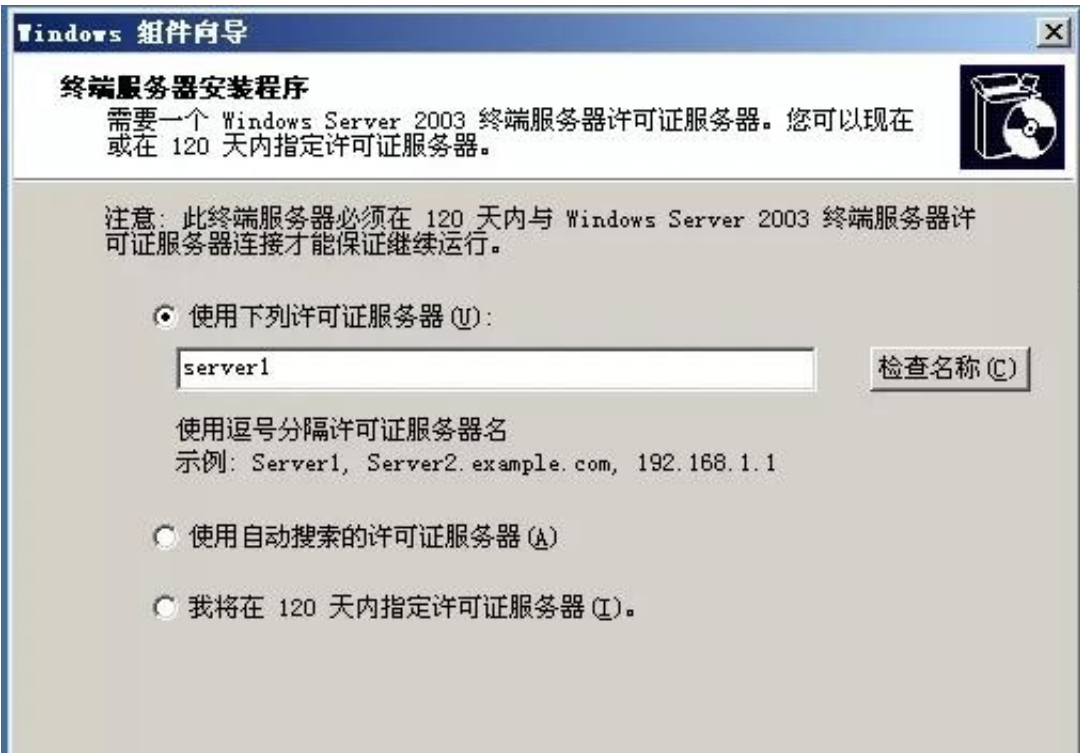 Windows 组件向导
终端服务器安装程序
需要一个 Windows Server 2003 终端服务器许可证服务器。您可以现在
或在 120 天内指定许可证服务器。
注意: 此终端服务器必须在 120 天内与 Windows Server 2003 终端服务器许
可证服务器连接才能保证继续运行。
使用下列许可证服务器(U):
server1
检查名称(C)
使用逗号分隔许可证服务器名
示例: Server1, Server2.example.com, 192.168.1.1
使用自动搜索的许可证服务器(A)
我将在 120 天内指定许可证服务器(I)。